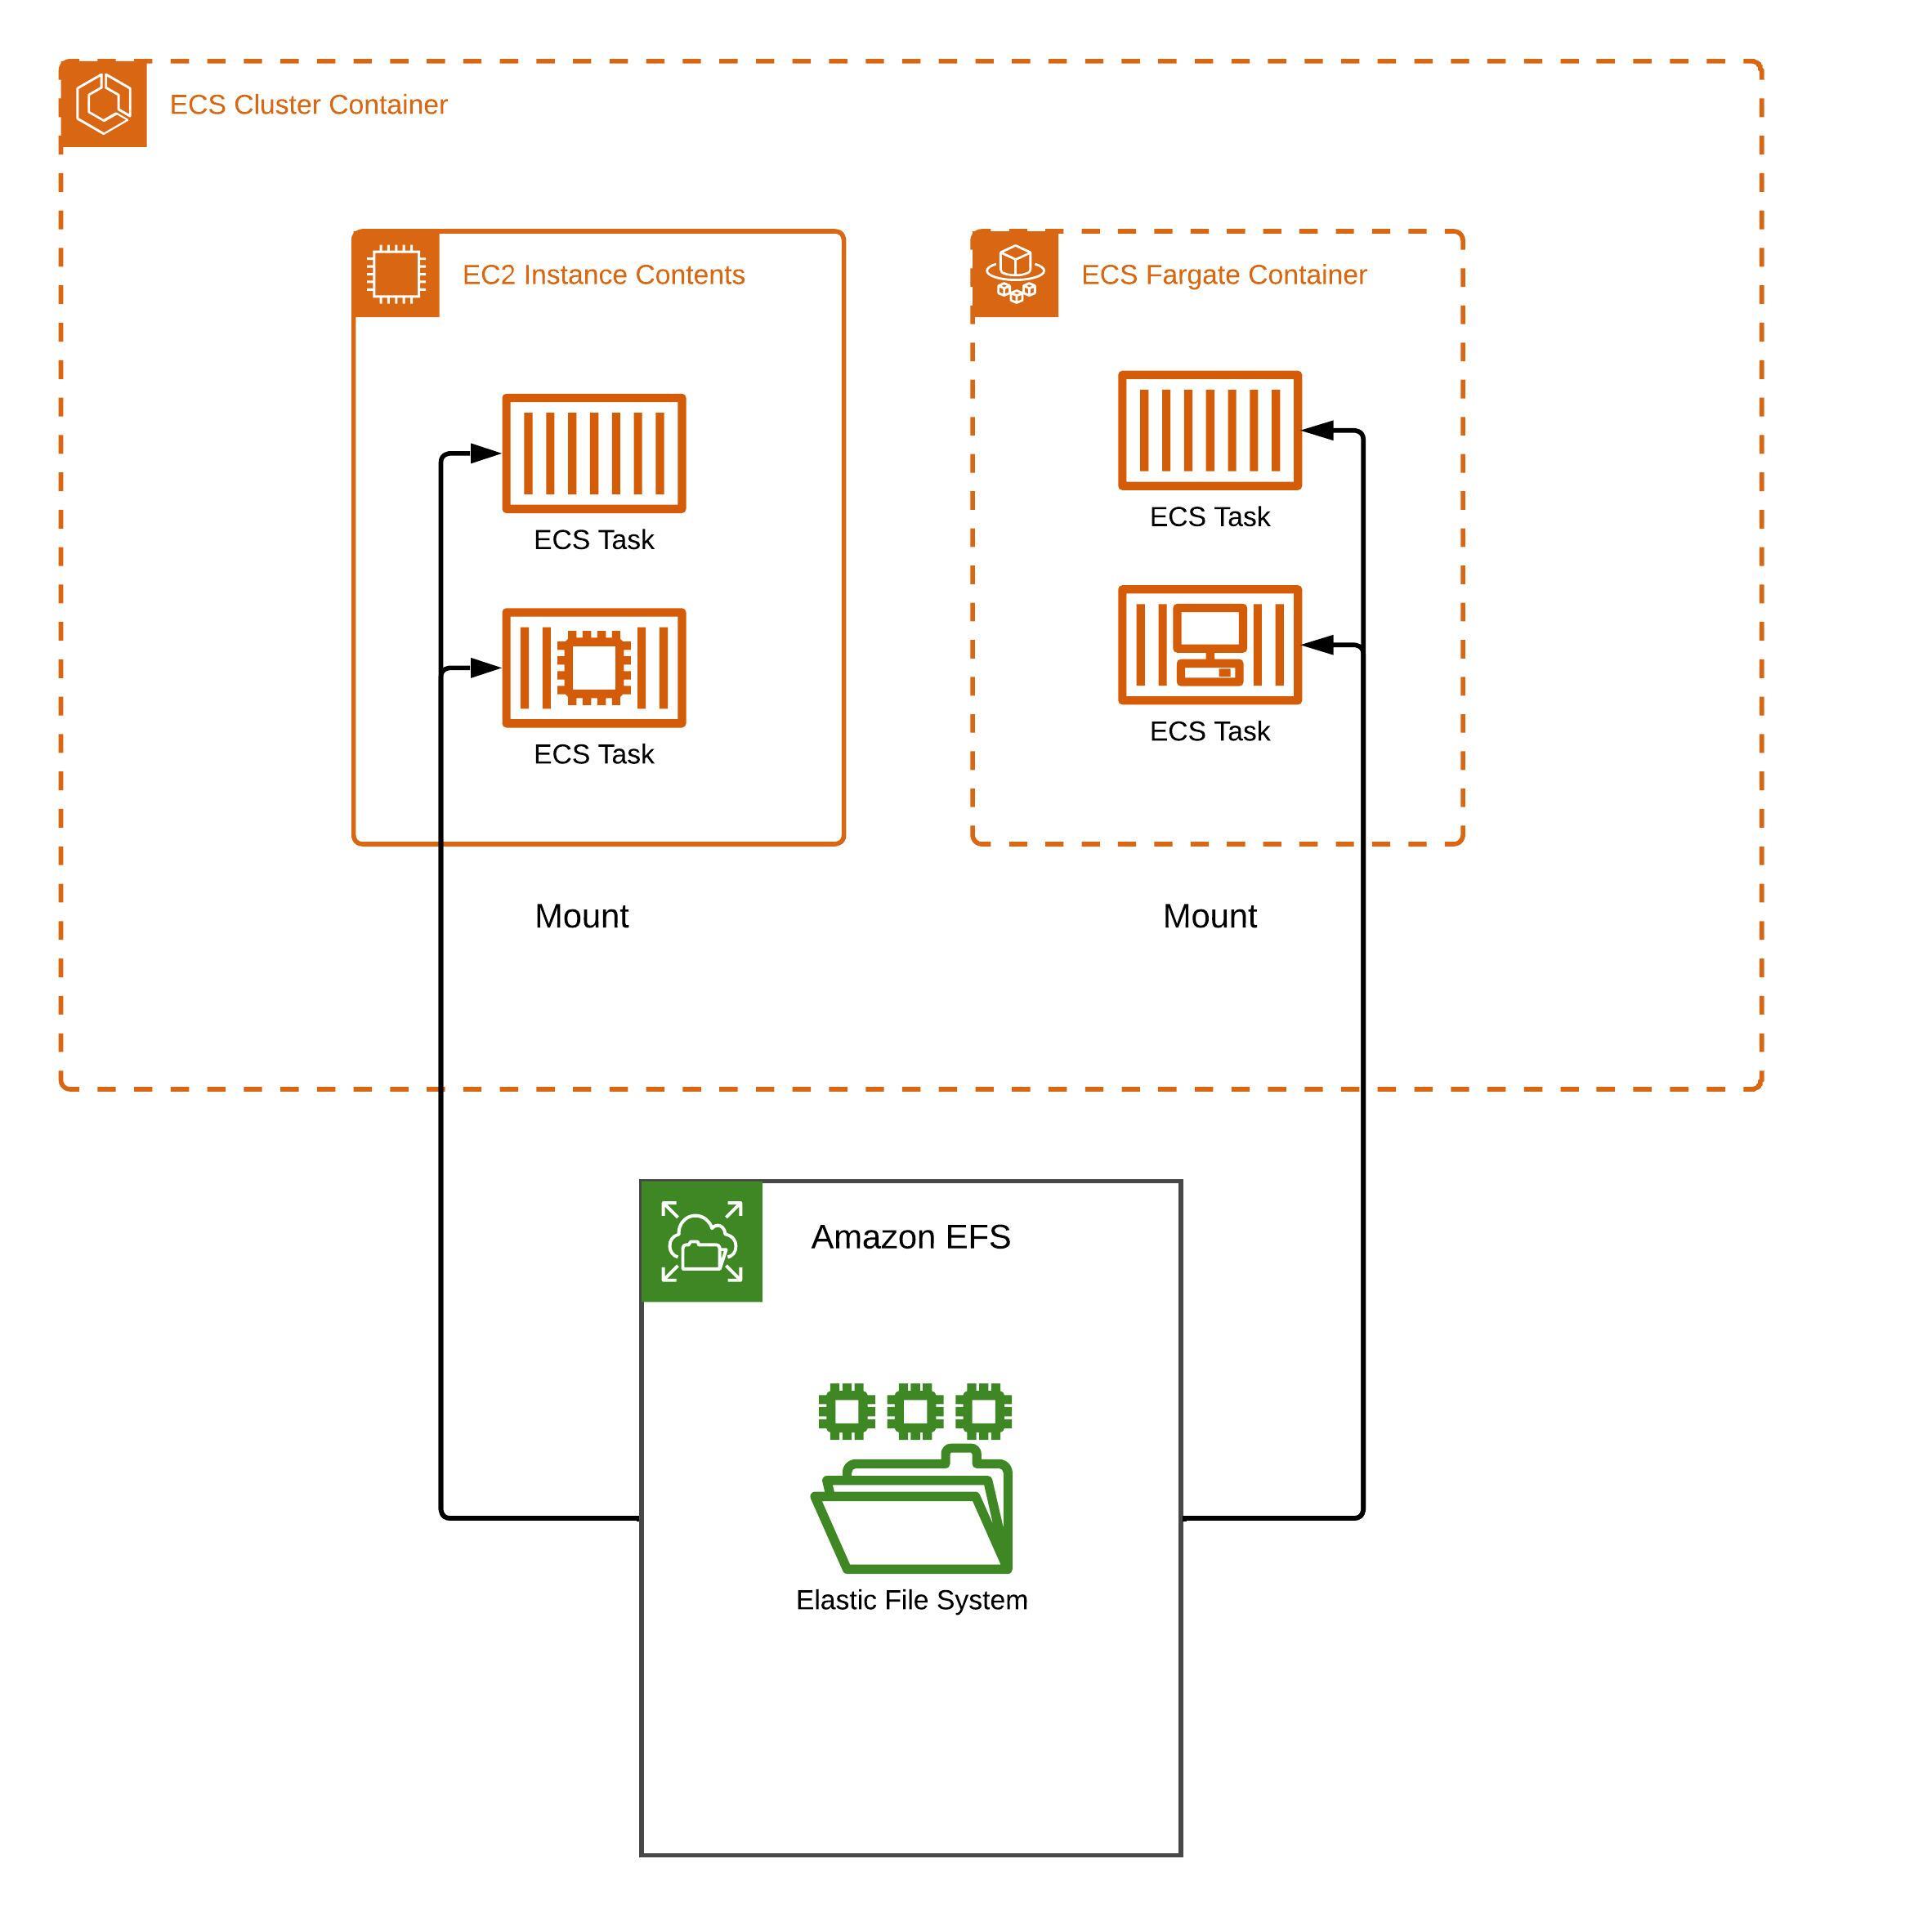 ECS Cluster Container
EC2 Instance Contents
ECS Fargate Container
ECS Task
ECS Task
ECS Task
ECS Task
Mount
Mount
Amazon EFS
Elastic File System